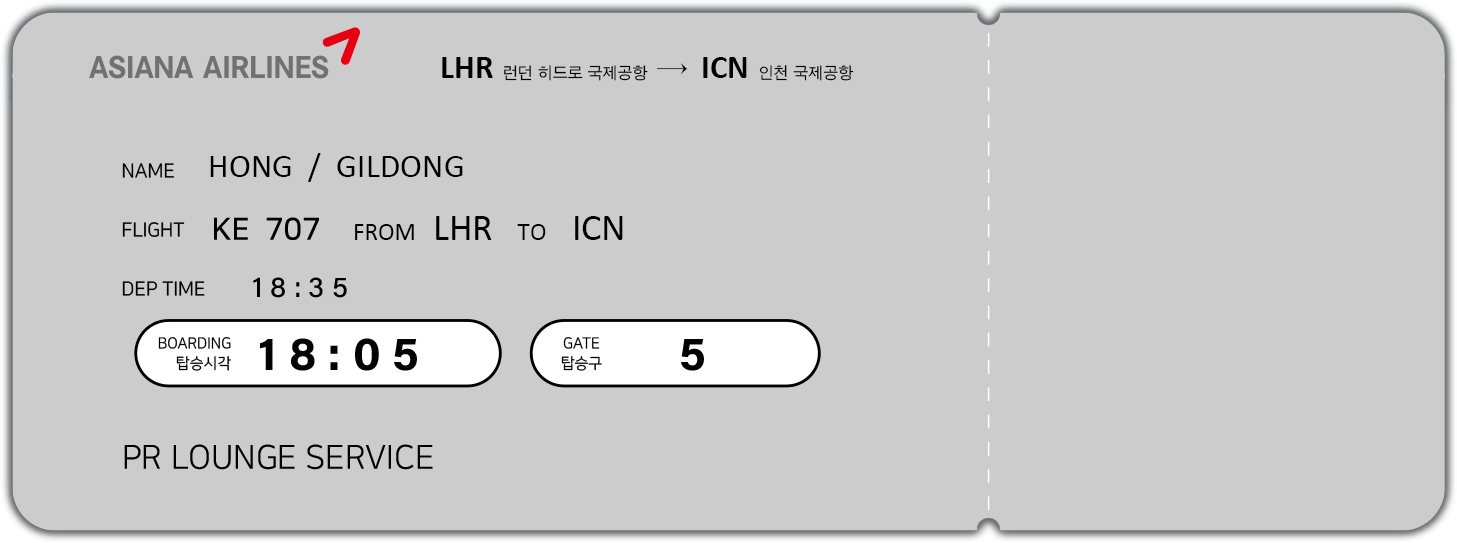 ASIANA AIRLINES
LHR 런던 히드로 국제공항 → ICN 인천 국제공항
NAME HONG / GILDONG
FLIGHT KE 707 FROM LHR TO ICN
DEP TIME 18:35
BOARDING 탑승시각 18:05
GATE 탑승구 5
PR LOUNGE SERVICE